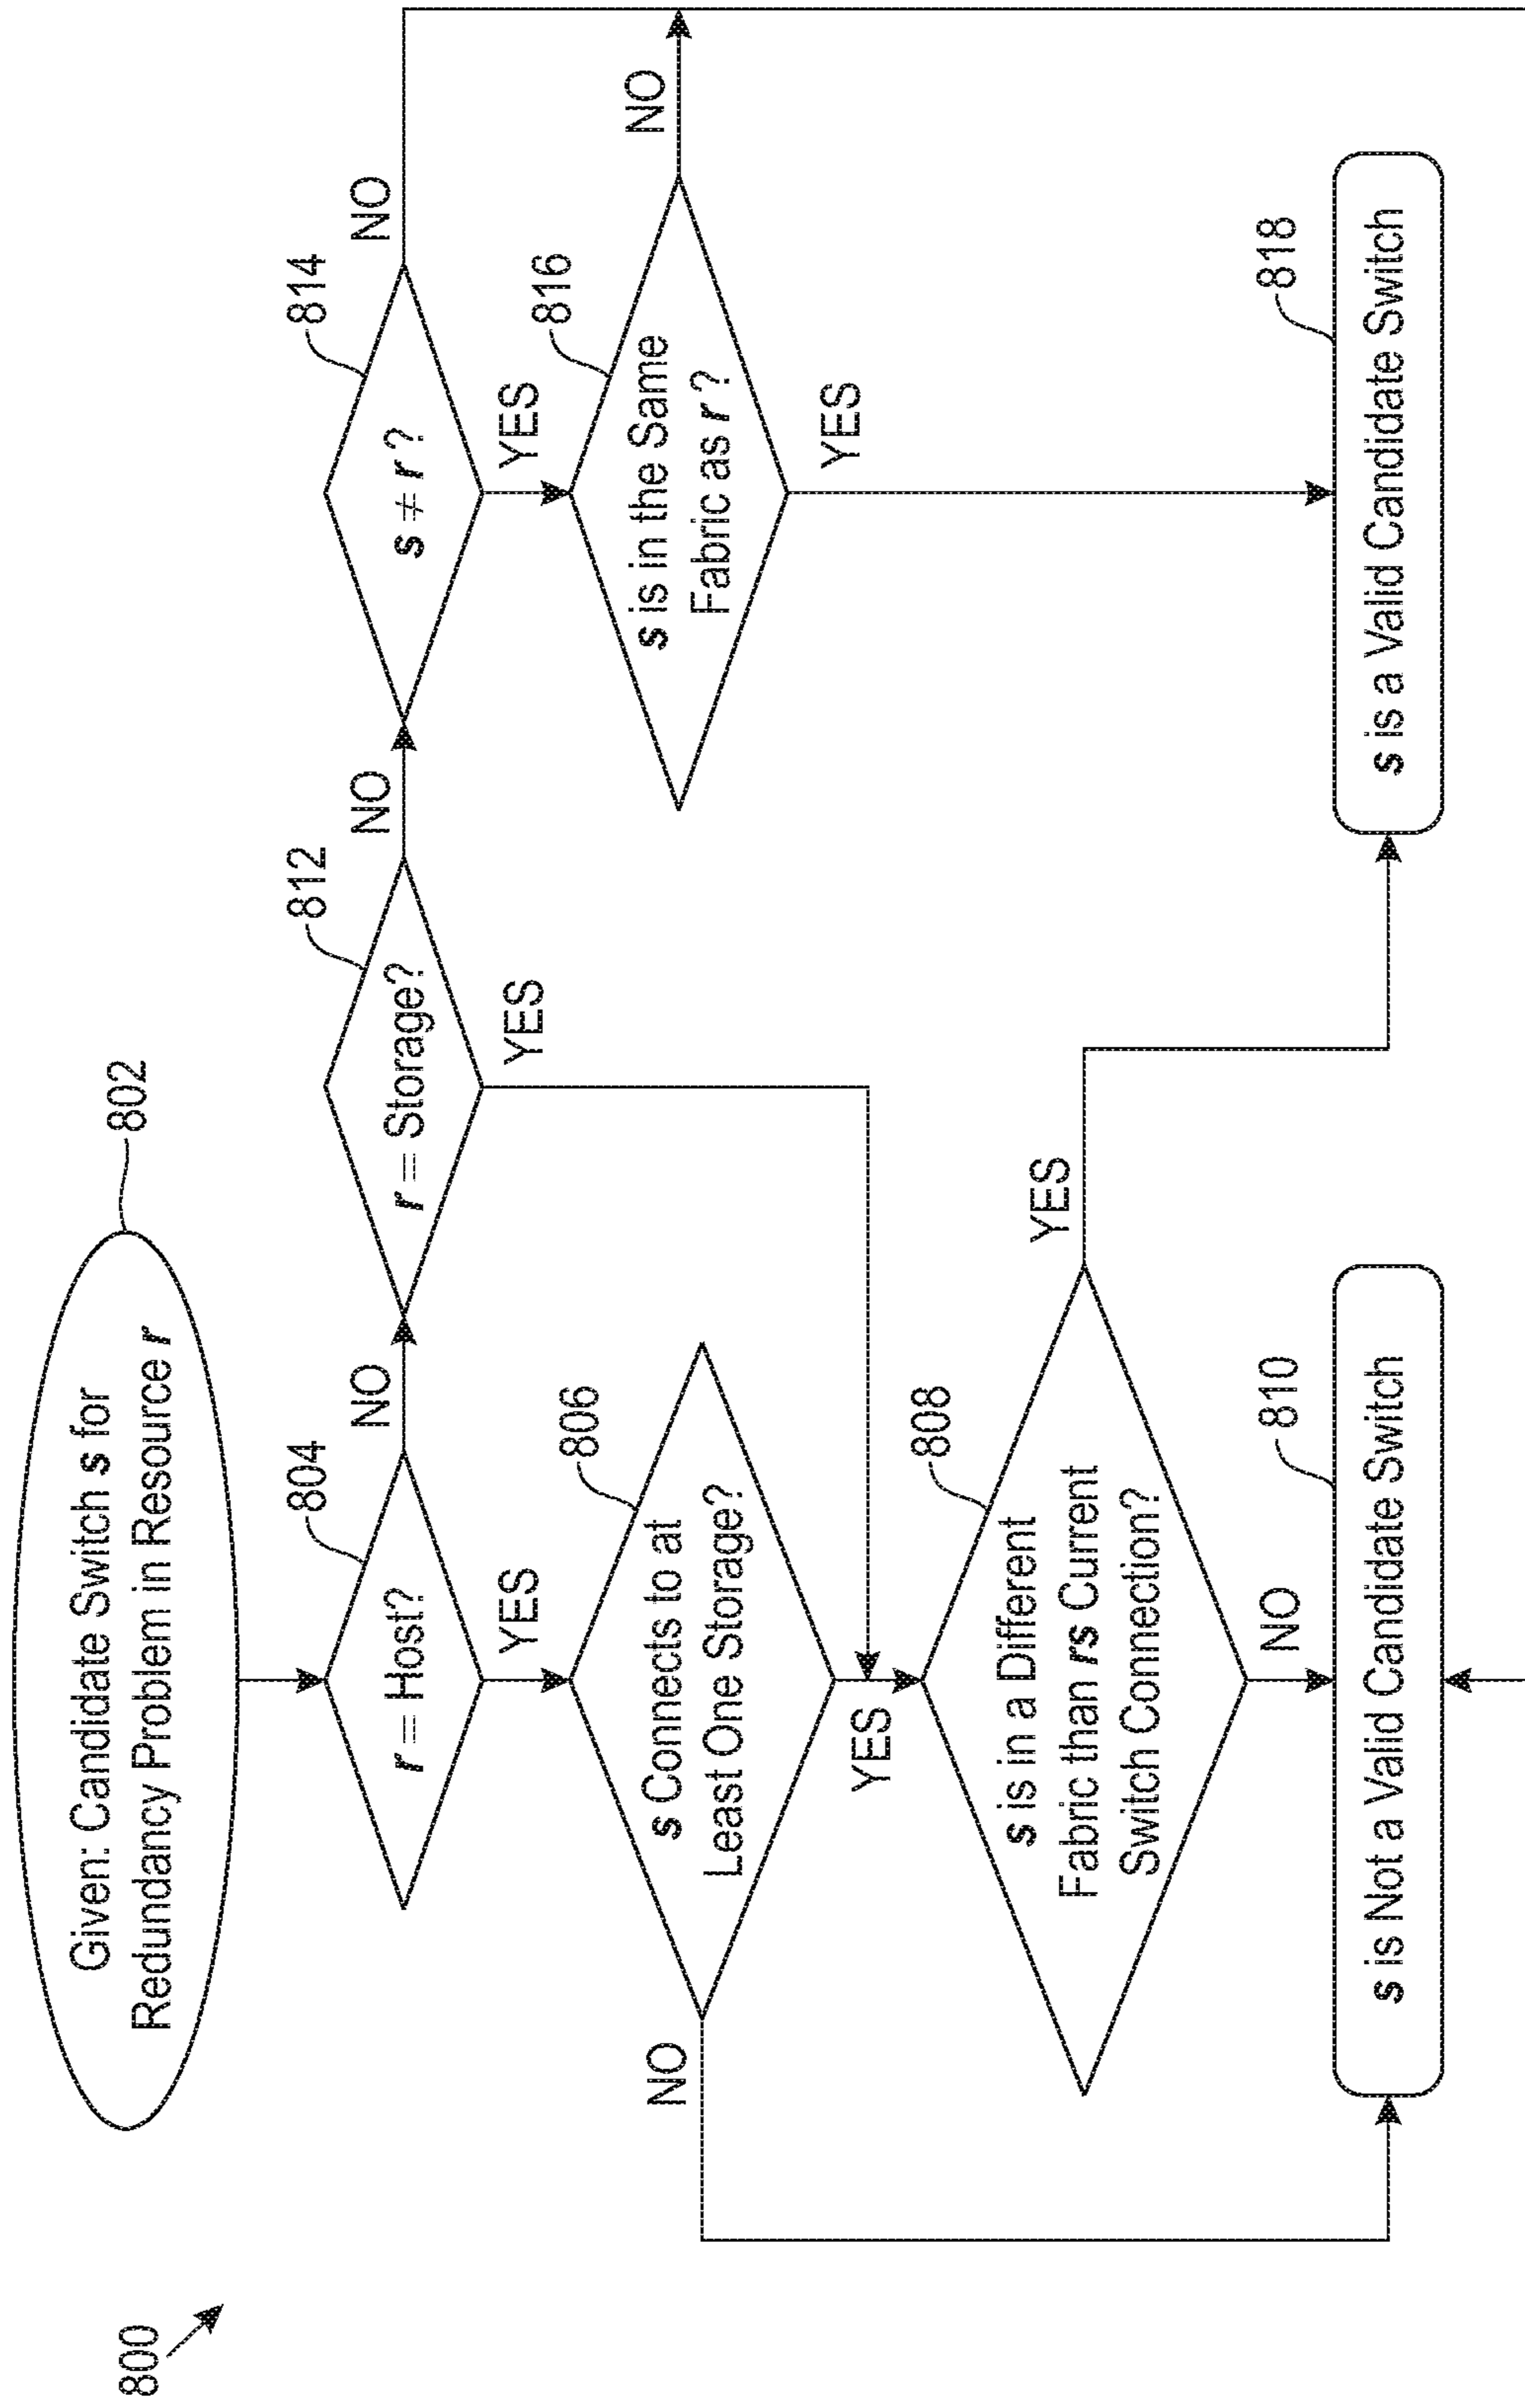 800
802
Given: Candidate Switch s for
Redundancy Problem in Resource r
804
r = Host?
NO
YES
812
r = Storage?
NO
YES
814
s ≠ r?
NO
YES
806
s Connects to at
Least One Storage?
NO
YES
816
s is in the Same
Fabric as r?
NO
YES
808
s is in a Different
Fabric than rs Current
Switch Connection?
YES
NO
810
s is Not a Valid Candidate Switch
818
s is a Valid Candidate Switch